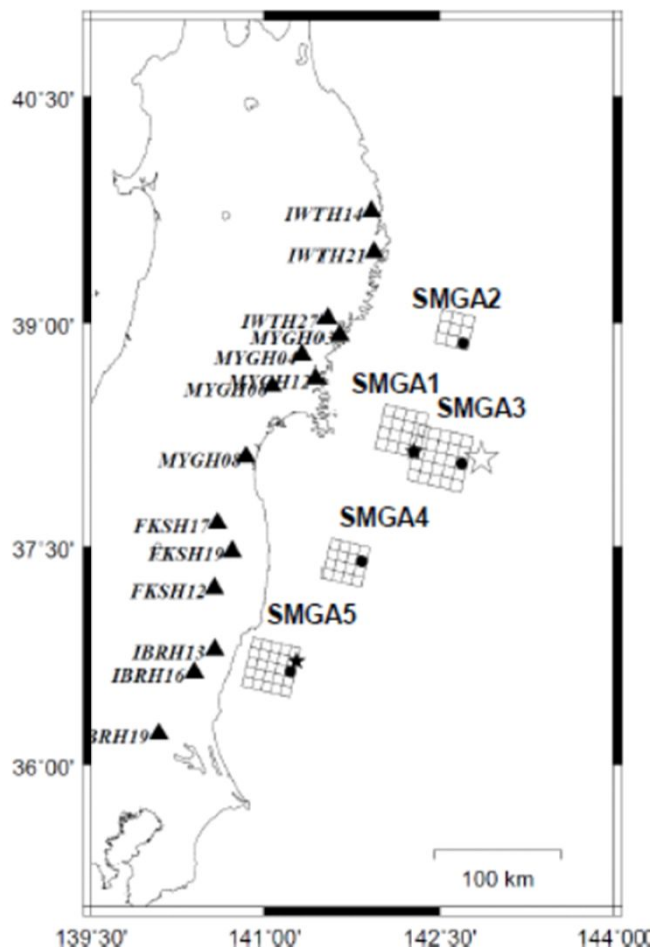 40°30'
IWTH14
IWTH21
SMGA2
39°00'
IWTH27
MYGH03
MYGH04
MYGH12
SMGA1
MYGH06
SMGA3
MYGH08
SMGA4
FKSH17
37°30'
FKSH19
FKSH12
SMGA5
IBRH13
IBRH16
BRH19
36°00'
100 km
139°30'
141°00'
142°30'
144°00'